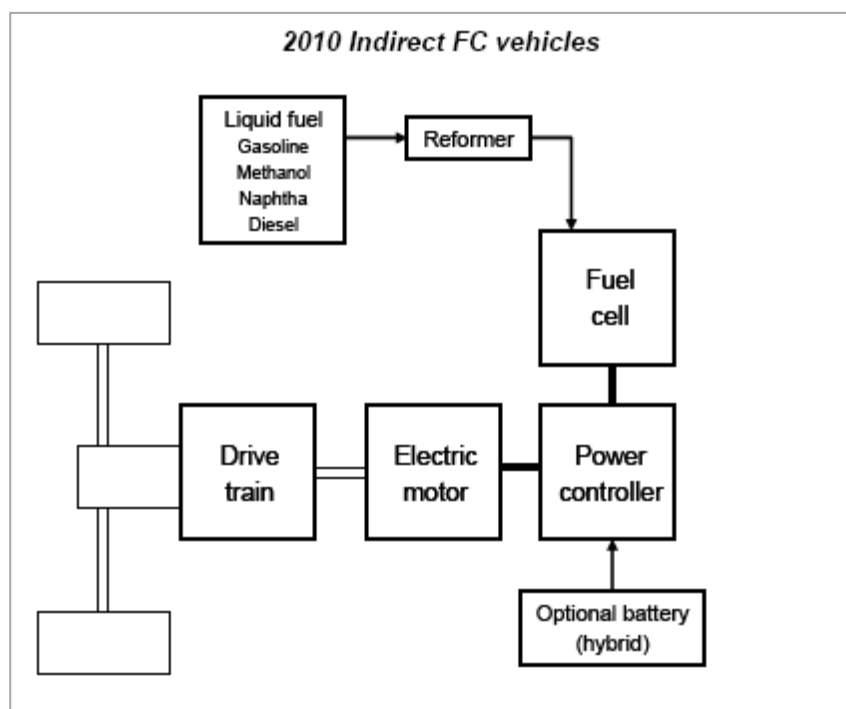 2010 Indirect FC vehicles
Liquid fuel
Gasoline
Methanol
Naphtha
Diesel
Reformer
Fuel
cell
Drive
train
Electric
motor
Power
controller
Optional battery
(hybrid)